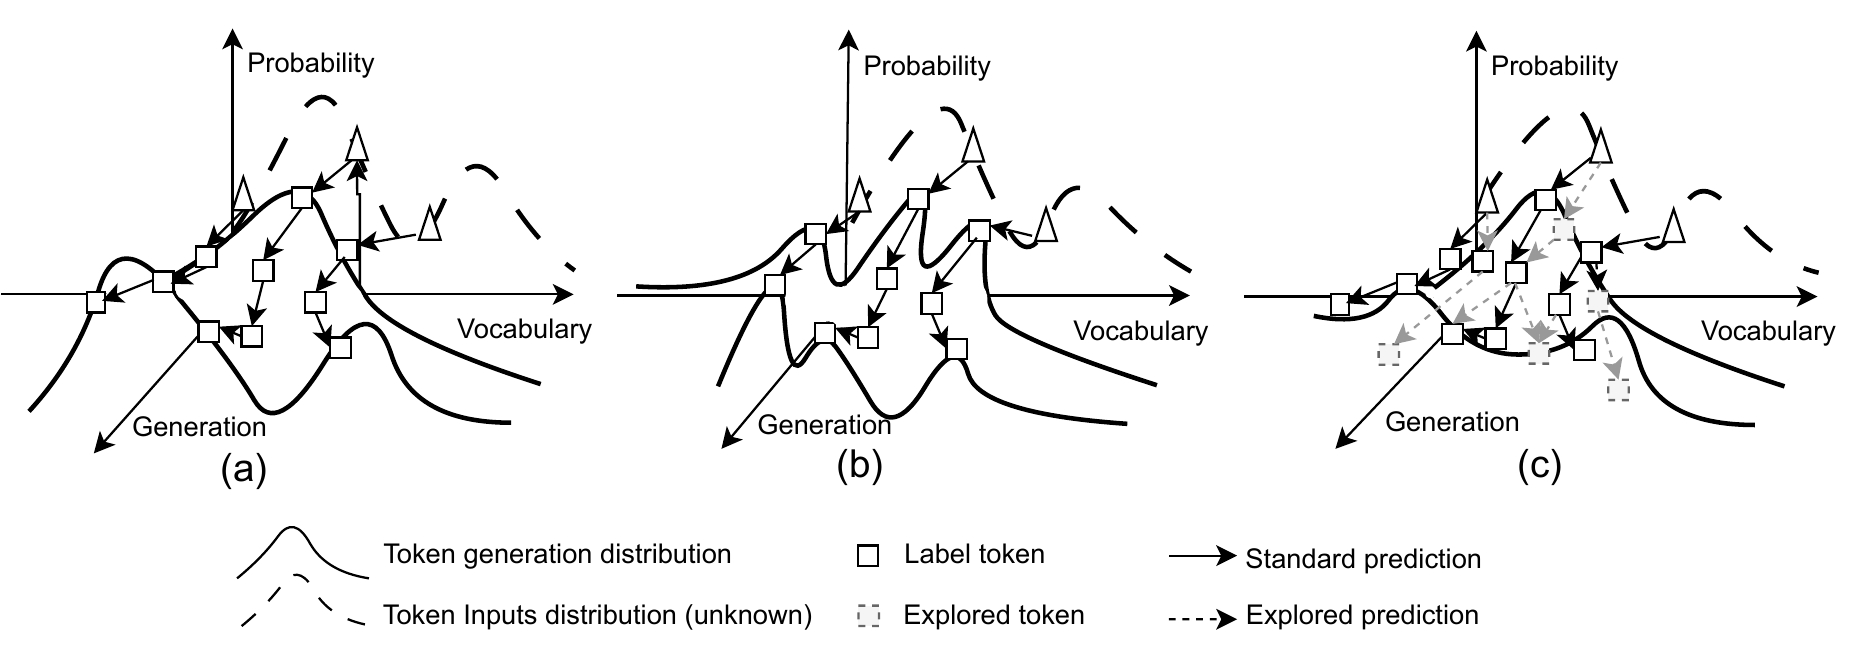 Probability
Probability
Probability
Vocabulary
Vocabulary
Vocabulary
Generation
Generation
Generation
(a)
(b)
(c)
Token generation distribution
Label token
Standard prediction
Token Inputs distribution (unknown)
Explored token
Explored prediction